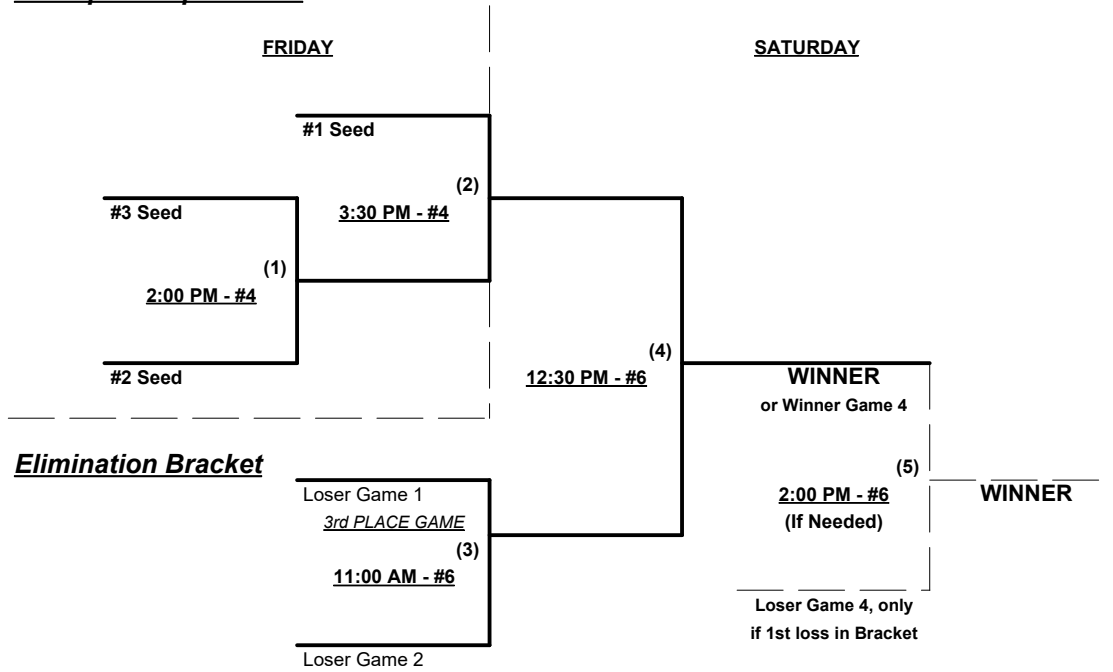 FRIDAY
SATURDAY
#1 Seed
(2)
3:30 PM - #4
#3 Seed
(1)
2:00 PM - #4
#2 Seed
(4)
12:30 PM - #6
WINNER
or Winner Game 4
Elimination Bracket
(5)
2:00 PM - #6
(If Needed)
WINNER
Loser Game 1
3rd PLACE GAME
(3)
11:00 AM - #6
Loser Game 4, only
if 1st loss in Bracket
Loser Game 2